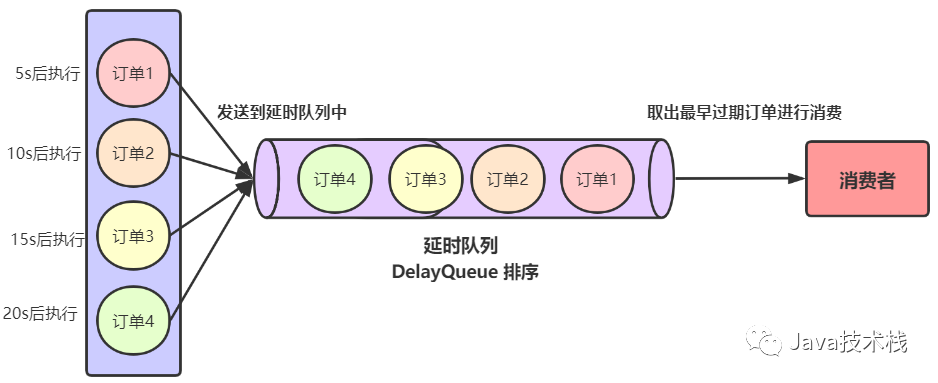 5s后执行
订单1
10s后执行
订单2
15s后执行
订单3
20s后执行
订单4
发送到延时队列中
订单4
订单3
订单2
订单1
延时队列
DelayQueue 排序
取出最早过期订单进行消费
消费者
Java技术栈